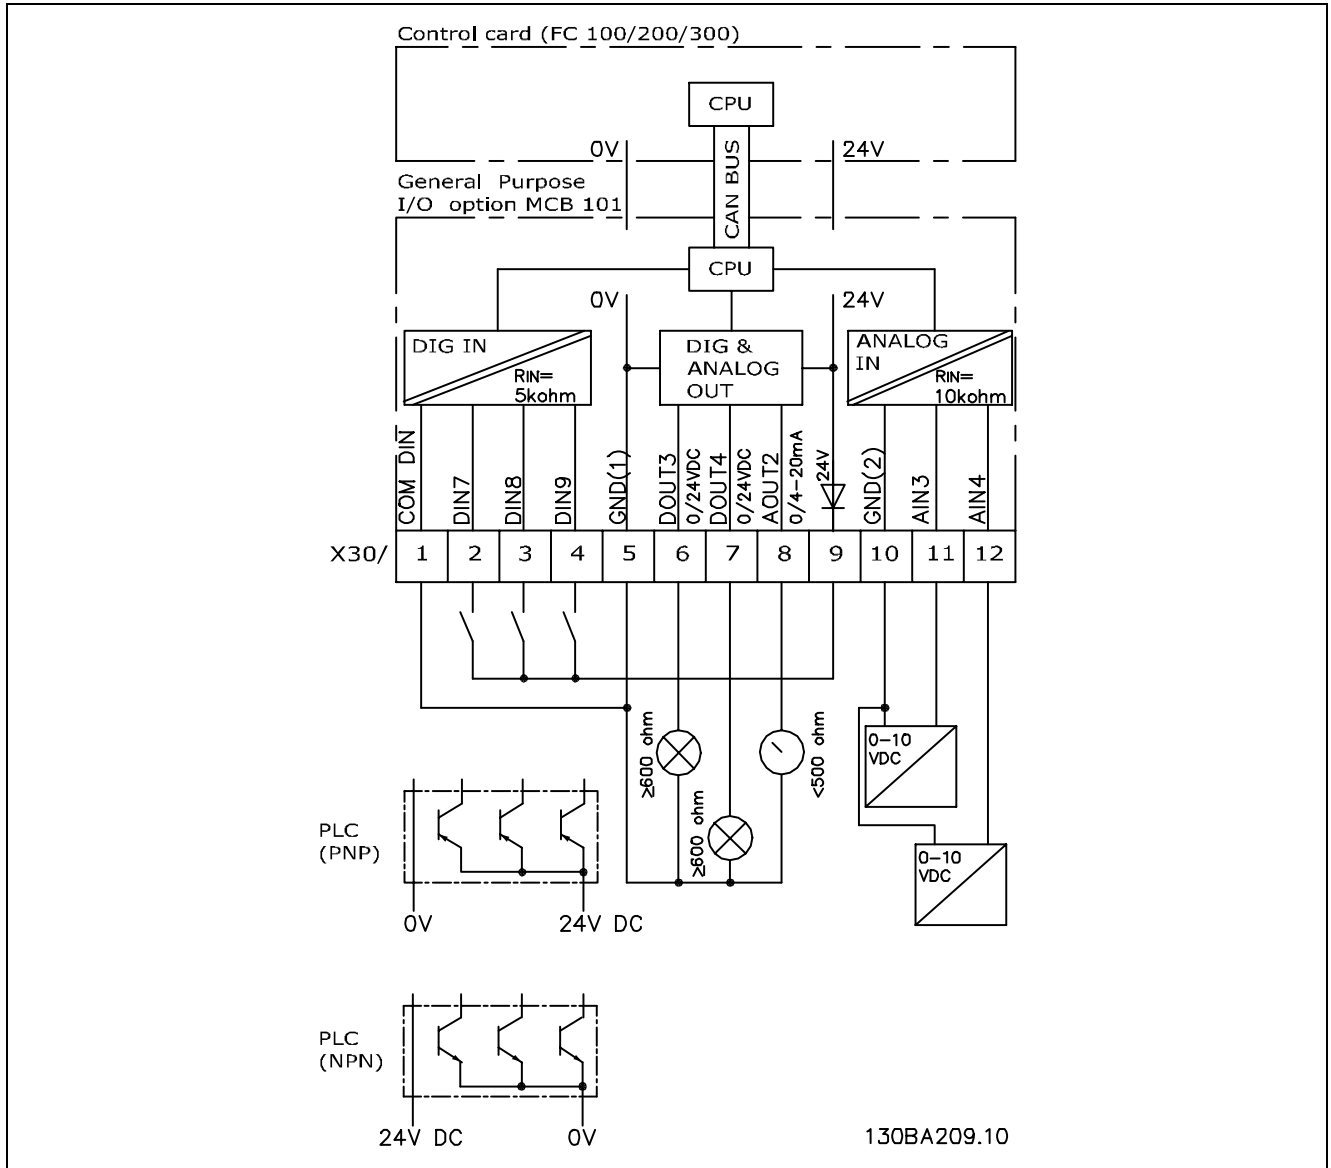 Control card (FC 100/200/300)
CPU
0V
24V
CAN BUS
General Purpose
I/O option MCB 101
CPU
0V
24V
DIG IN
RIN=
5kohm
DIG &
ANALOG
OUT
ANALOG
IN
RIN=
10kohm
COM DIN
DIN7
DIN8
DIN9
GND(1)
DOUT3
0/24VDC
DOUT4
0/24VDC
AOUT2
0/4-20mA
24V
GND(2)
AIN3
AIN4
X30/
1
2
3
4
5
6
7
8
9
10
11
12
≥600 ohm
≥600 ohm
<500 ohm
0-10
VDC
0-10
VDC
PLC
(PNP)
0V
24V DC
PLC
(NPN)
24V DC
0V
130BA209.10